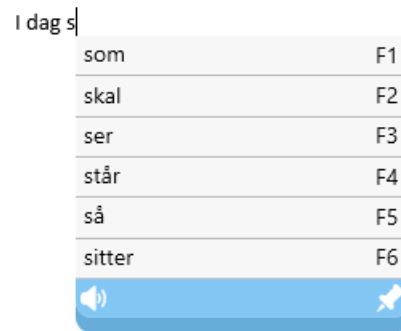 I dag s
som F1
skal F2
ser F3
står F4
så F5
sitter F6